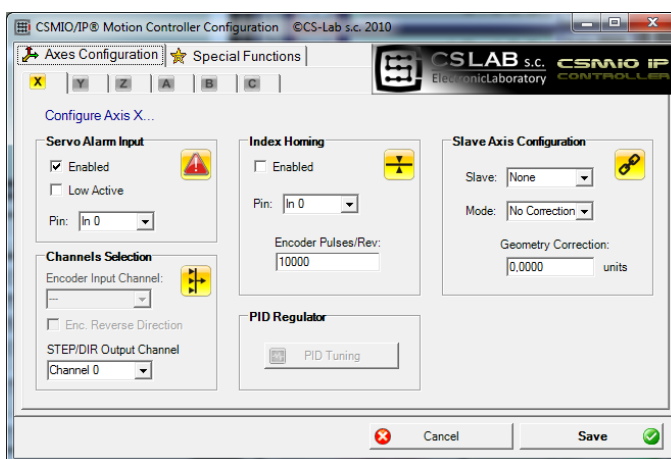 CSMIO/IP® Motion Controller Configuration ©CS-Lab s.c. 2010
Axes Configuration
Special Functions
CSLAB s.c.
ElectronicLaboratory
CSMIO IP
CONTROLLER
X
Y
Z
A
B
C
Configure Axis X...
Servo Alarm Input
Enabled
Low Active
Pin: In 0
Channels Selection
Encoder Input Channel:
---
Enc. Reverse Direction
STEP/DIR Output Channel
Channel 0
Index Homing
Enabled
Pin: In 0
Encoder Pulses/Rev:
10000
PID Regulator
PID Tuning
Slave Axis Configuration
Slave: None
Mode: No Correction
Geometry Correction:
0,0000 units
Cancel
Save